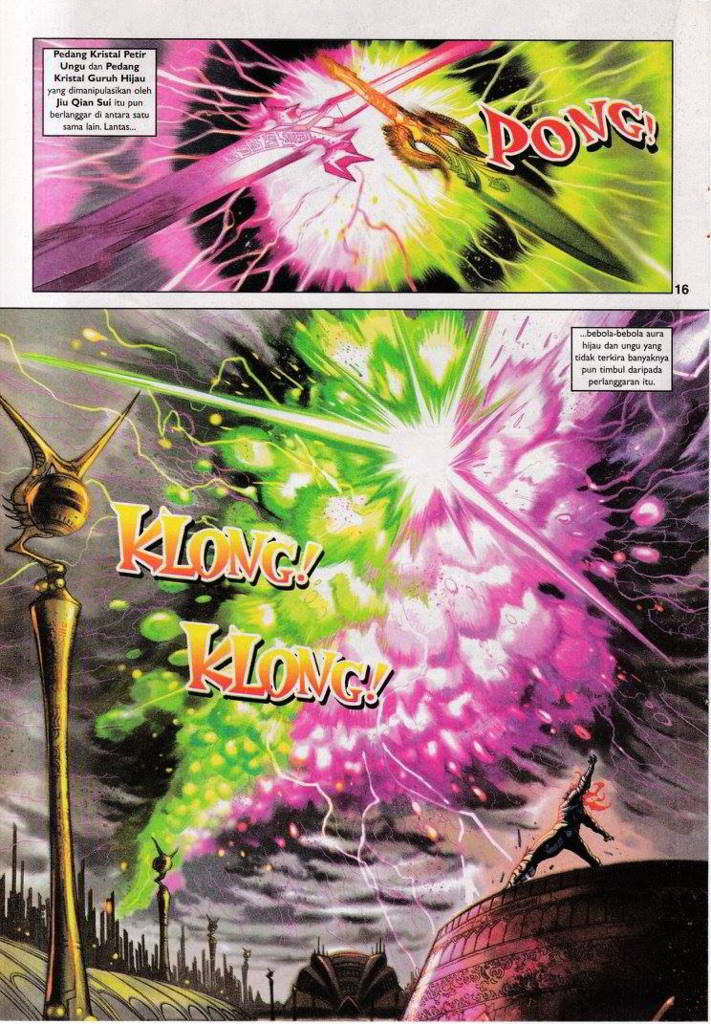 Pedang Kristal Petir
Ungu dan Pedang
Kristal Guruh Hijau
yang dimanipulasikan oleh
Jiu Qian Sui itu pun
berlanggar di antara satu
sama lain. Lantas...
PONG!
16
...bebola-bebola aura
hijau dan ungu yang
tidak terkira banyaknya
pun timbul daripada
perlanggaran itu.
KLONG!
KLONG!